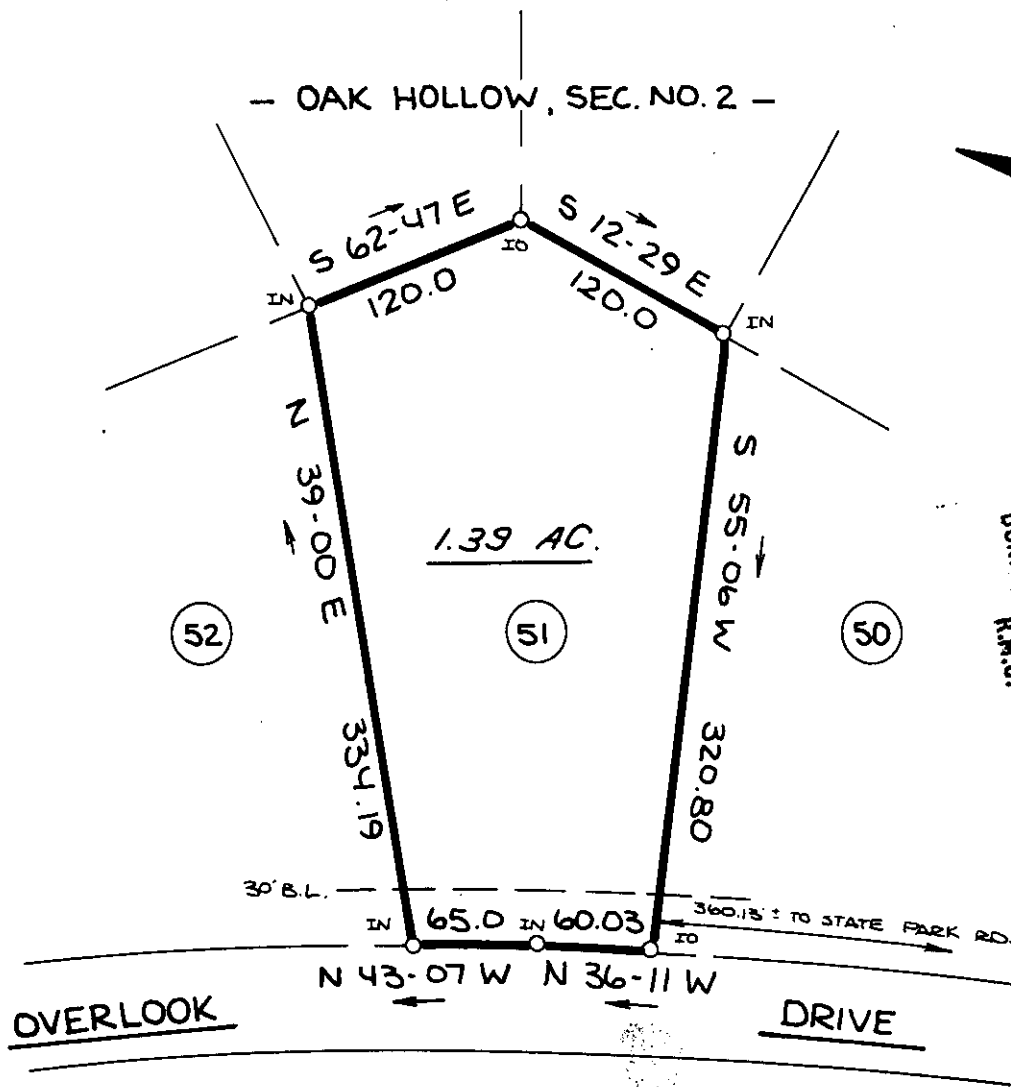 - OAK HOLLOW, SEC. NO. 2 -
S 62-47 E
120.0
S 12-29 E
120.0
IN
IO
IN
N 39-00 E
334.19
1.39 AC.
S 55-06 W
320.80
52
51
50
R.M.C.
30' B.L.
IN
65.0
IN
60.03
IO
360.13' ± TO STATE PARK RD.
N 43-07 W
N 36-11 W
OVERLOOK
DRIVE